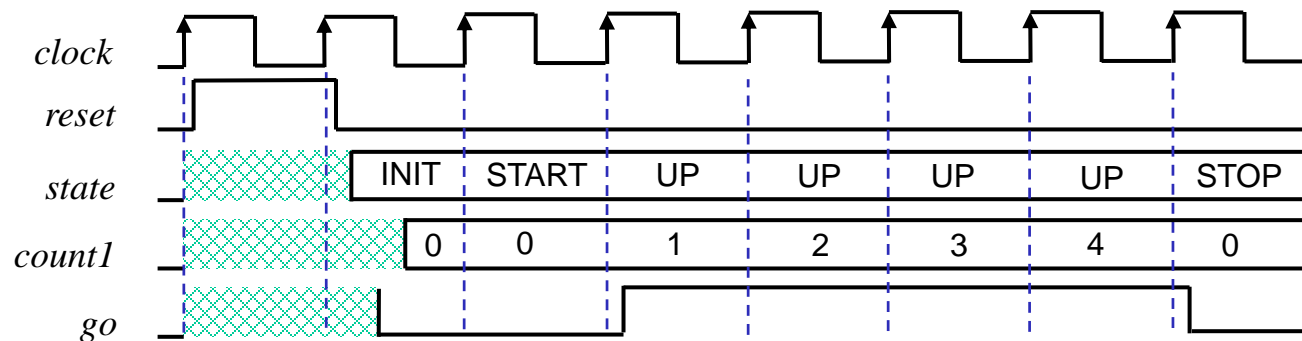 clock
reset
state INIT START UP UP UP UP STOP
count1 0 0 1 2 3 4 0
go